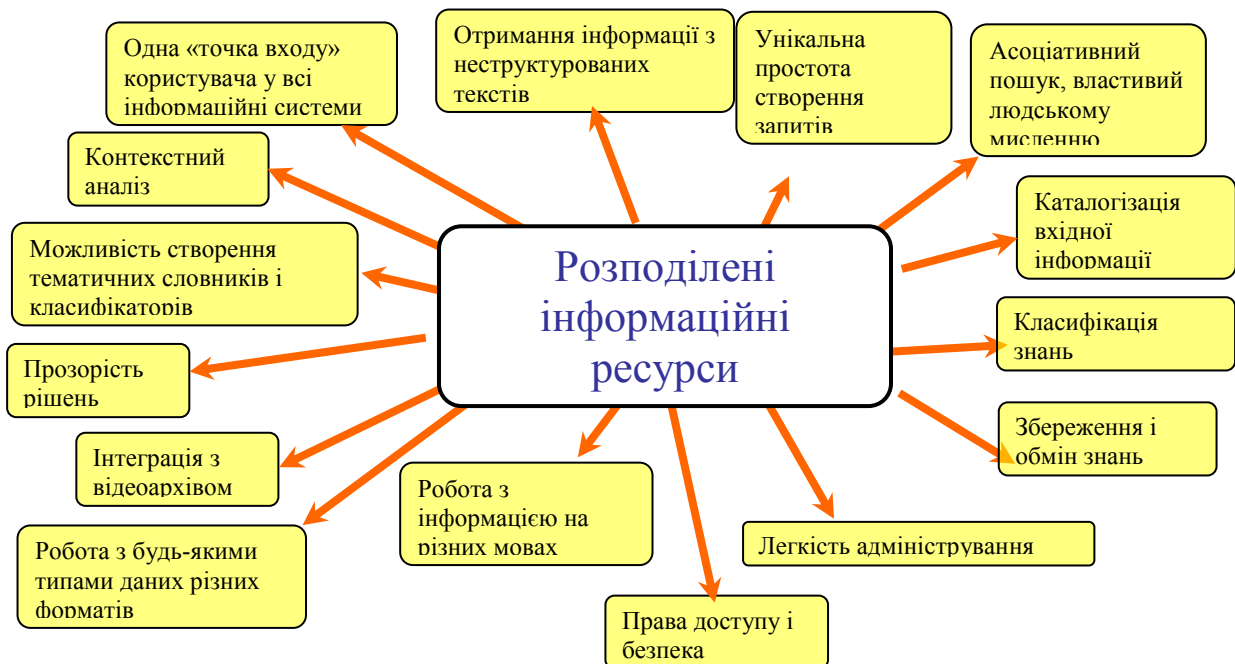 Одна «точка входу»
користувача у всі
інформаційні системи
Отримання інформації з
неструктурованих
текстів
Унікальна
простота
створення
запитів
Асоціативний
пошук, властивий
людському
мисленню
Контекстний
аналіз
Каталогізація
вхідної
інформації
Можливість створення
тематичних словників і
класифікаторів
Розподілені
інформаційні
ресурси
Класифікація
знань
Прозорість
рішень
Збереження і
обмін знань
Інтеграція з
відеоархівом
Робота з
інформацією на
різних мовах
Робота з будь-якими
типами даних різних
форматів
Легкість адміністрування
Права доступу і
безпека